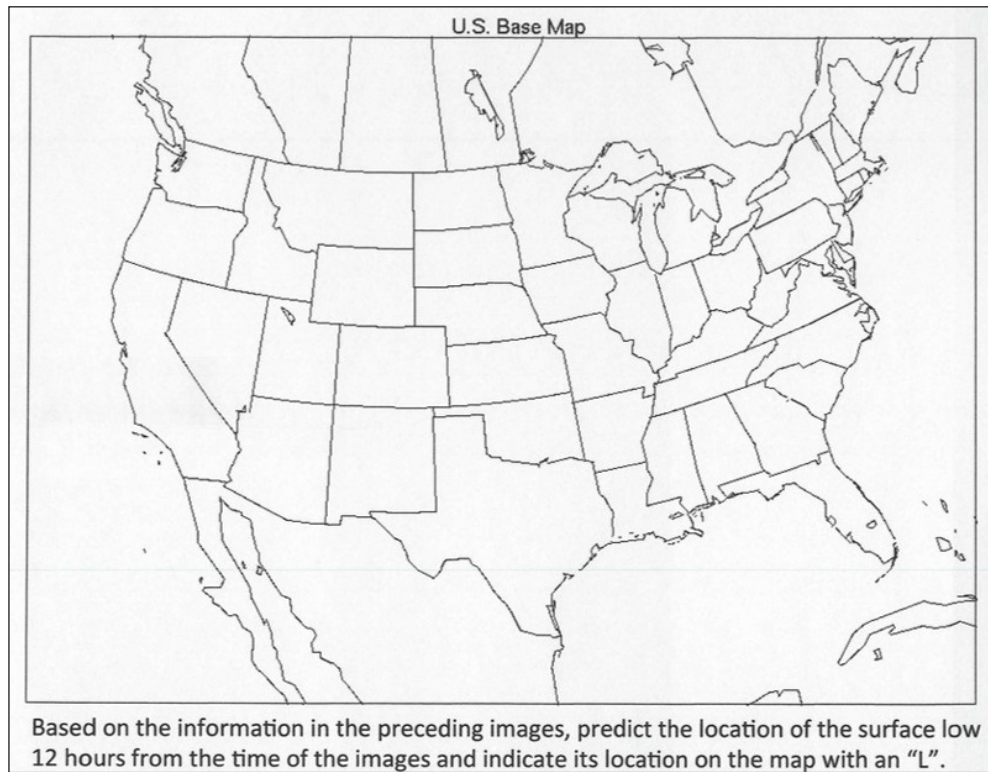 U.S. Base Map
Based on the information in the preceding images, predict the location of the surface low
12 hours from the time of the images and indicate its location on the map with an “L”.